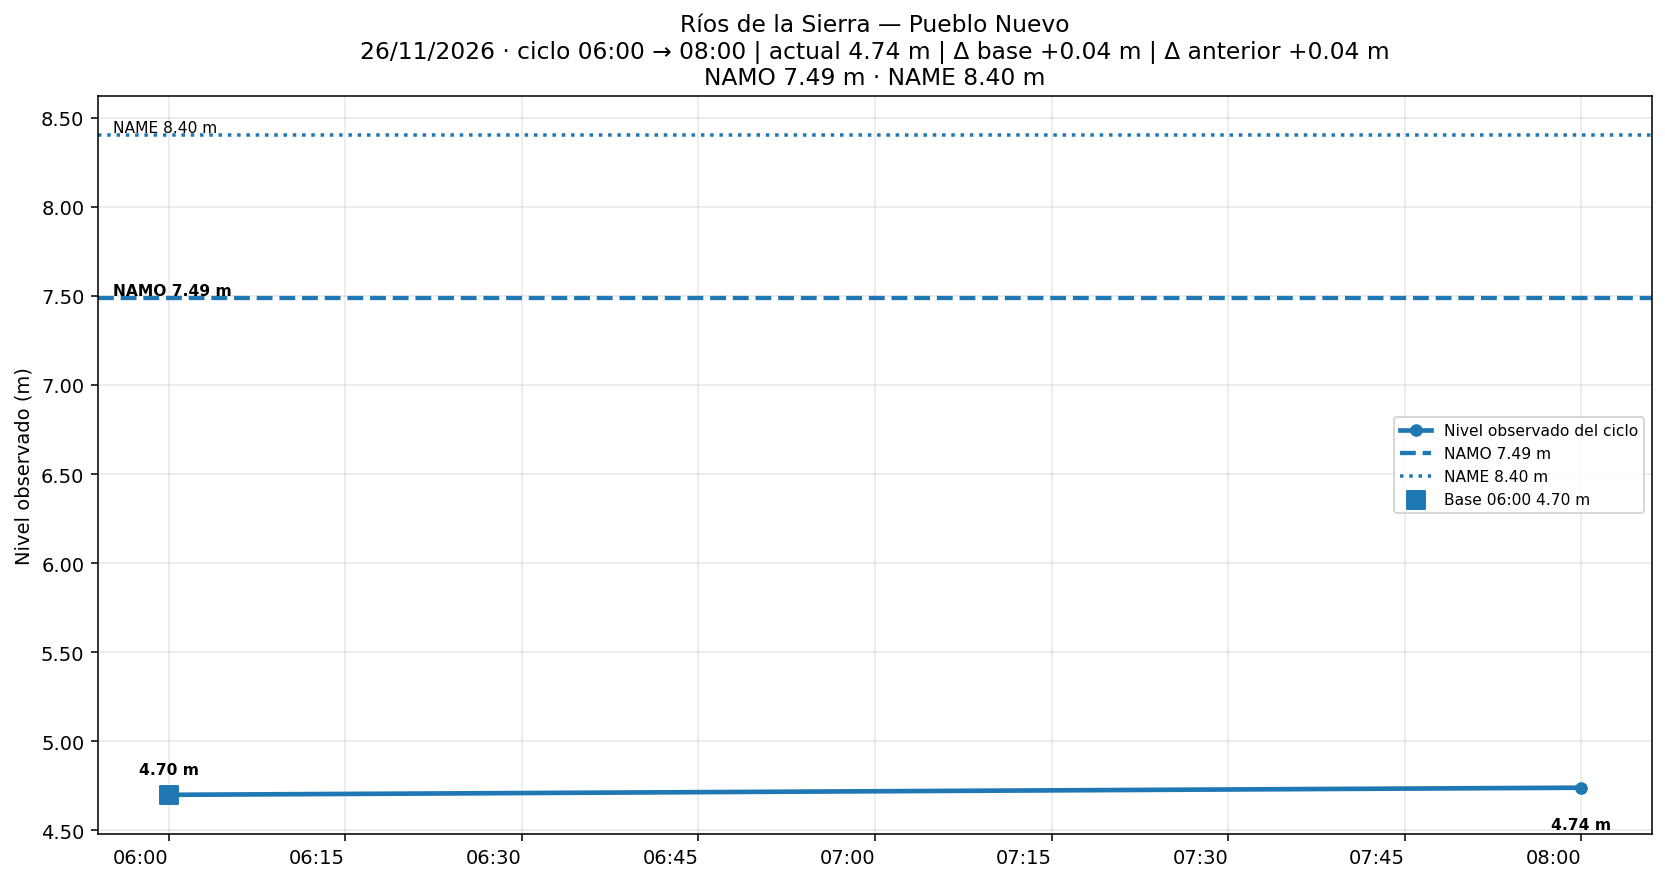 Ríos de la Sierra — Pueblo Nuevo
26/11/2026 · ciclo 06:00 → 08:00 | actual 4.74 m | Δ base +0.04 m | Δ anterior +0.04 m
NAMO 7.49 m · NAME 8.40 m
Nivel observado (m)
8.50
8.00
7.50
7.00
6.50
6.00
5.50
5.00
4.50
NAME 8.40 m
NAMO 7.49 m
Nivel observado del ciclo
NAMO 7.49 m
NAME 8.40 m
Base 06:00 4.70 m
4.70 m
4.74 m
06:00 06:15 06:30 06:45 07:00 07:15 07:30 07:45 08:00